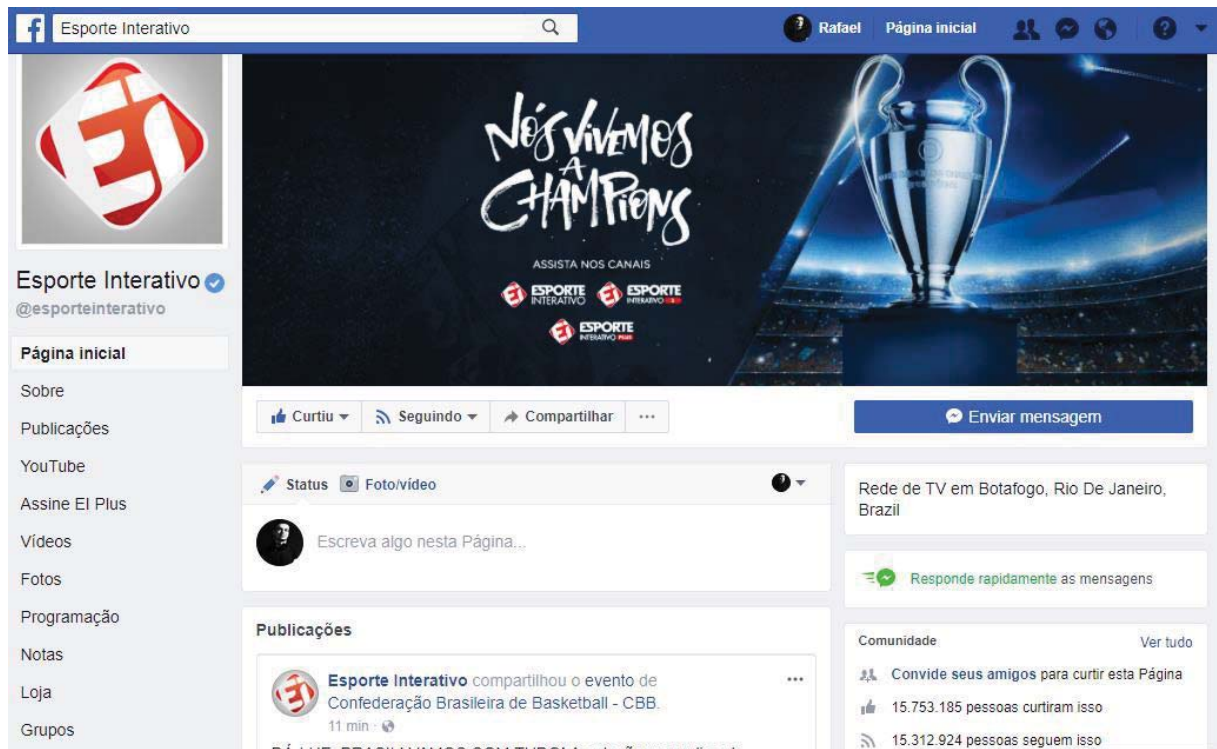 Esporte Interativo
Rafael
Página inicial
NÓS VIVEMOS
A
CHAMPIONS
ASSISTA NOS CANAIS
ESPORTE INTERATIVO
ESPORTE INTERATIVO
ESPORTE INTERATIVO PLUS
Esporte Interativo
@esporteinterativo
Página inicial
Sobre
Publicações
YouTube
Assine EI Plus
Vídeos
Fotos
Programação
Notas
Loja
Grupos
Curtiu
Seguindo
Compartilhar
Enviar mensagem
Status
Foto/vídeo
Escreva algo nesta Página...
Publicações
Esporte Interativo compartilhou o evento de
Confederação Brasileira de Basketball - CBB.
11 min
Rede de TV em Botafogo, Rio De Janeiro,
Brazil
Responde rapidamente as mensagens
Comunidade
Ver tudo
Convide seus amigos para curtir esta Página
15.753.185 pessoas curtiram isso
15.312.924 pessoas seguem isso